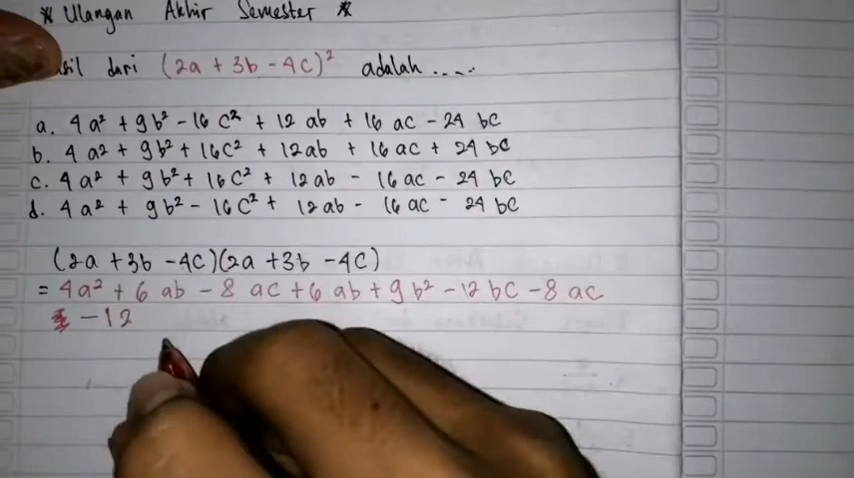 * Ulangan Akhir Semester *
sil dari (2a + 3b - 4c)² adalah .....
a. 4a² + 9b² - 16c² + 12ab + 16ac - 24bc
b. 4a² + 9b² + 16c² + 12ab + 16ac + 24bc
c. 4a² + 9b² + 16c² + 12ab - 16ac - 24bc
d. 4a² + 9b² - 16c² + 12ab - 16ac - 24bc
(2a + 3b - 4c)(2a + 3b - 4c)
= 4a² + 6ab - 8ac + 6ab + 9b² - 12bc - 8ac
- 12